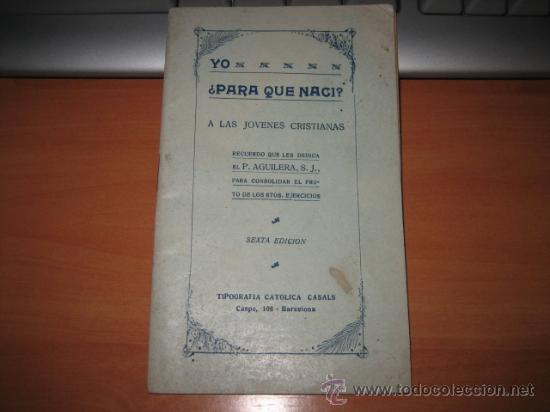 YO
¿PARA QUE NACI?
A LAS JOVENES CRISTIANAS
RECUERDO QUE LES DEDICA
EL P. AGUILERA, S. J.,
PARA CONSOLIDAR EL FRU-
TO DE LOS STOS. EJERCICIOS
SEXTA EDICION
TIPOGRAFIA CATOLICA CASALS
Caspe, 108 - Barcelona
todocoleccion
www.todocoleccion.net